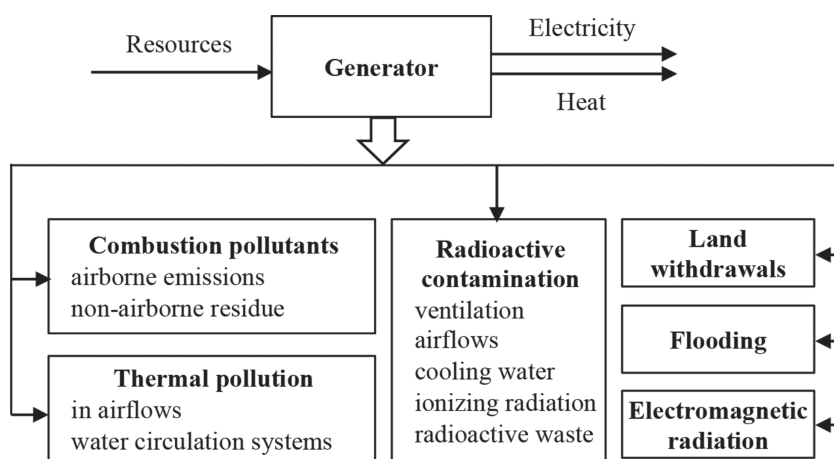 Resources
Generator
Electricity
Heat
Combustion pollutants
airborne emissions
non-airborne residue
Thermal pollution
in airflows
water circulation systems
Radioactive
contamination
ventilation
airflows
cooling water
ionizing radiation
radioactive waste
Land
withdrawals
Flooding
Electromagnetic
radiation